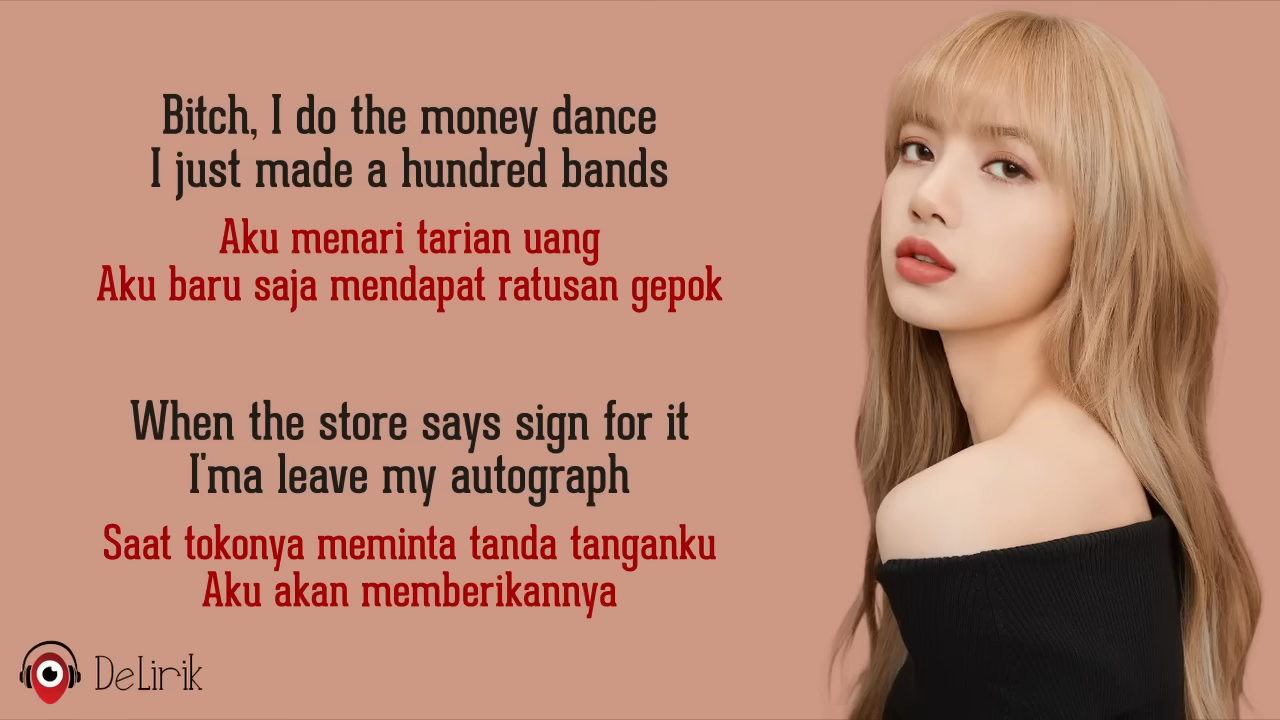 Bitch, I do the money dance
I just made a hundred bands
Aku menari tarian uang
Aku baru saja mendapat ratusan gepok
When the store says sign for it
I'ma leave my autograph
Saat tokonya meminta tanda tanganku
Aku akan memberikannya
DeLirik